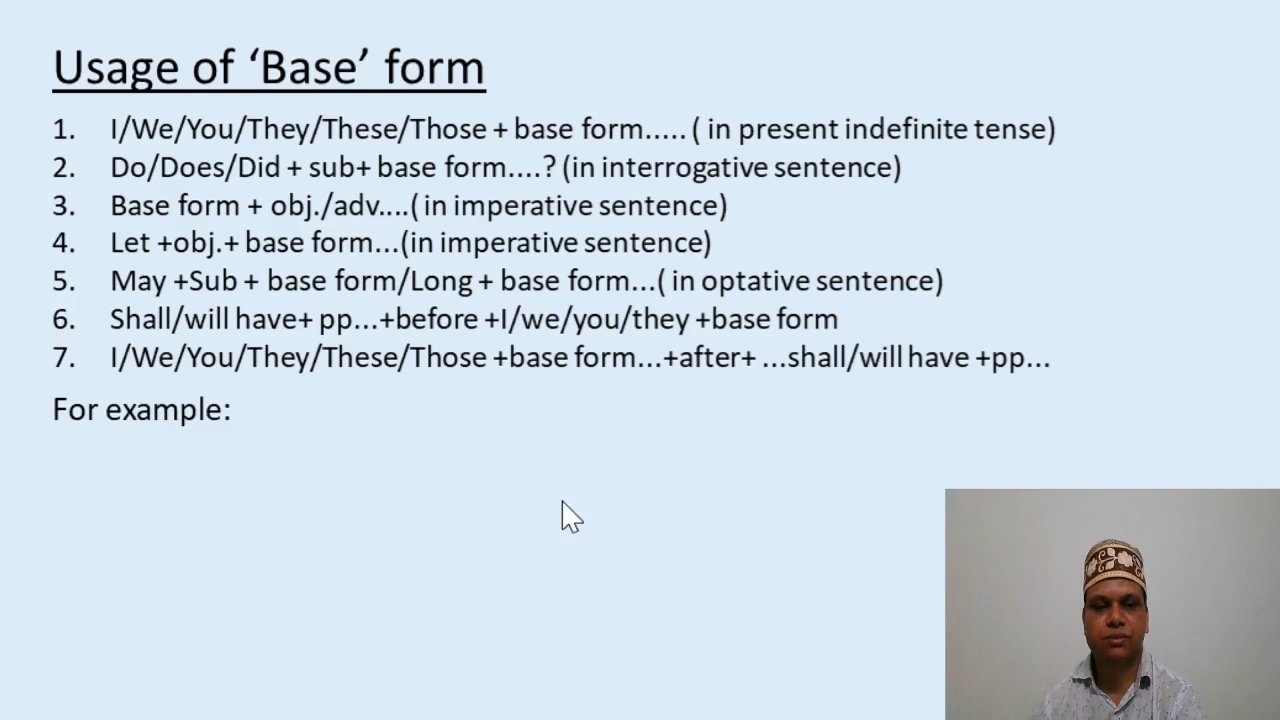 Usage of ‘Base’ form
1. I/We/You/They/These/Those + base form..... ( in present indefinite tense)
2. Do/Does/Did + sub+ base form....? (in interrogative sentence)
3. Base form + obj./adv....( in imperative sentence)
4. Let +obj.+ base form...(in imperative sentence)
5. May +Sub + base form/Long + base form...( in optative sentence)
6. Shall/will have+ pp...+before +I/we/you/they +base form
7. I/We/You/They/These/Those +base form...+after+ ...shall/will have +pp...
For example: